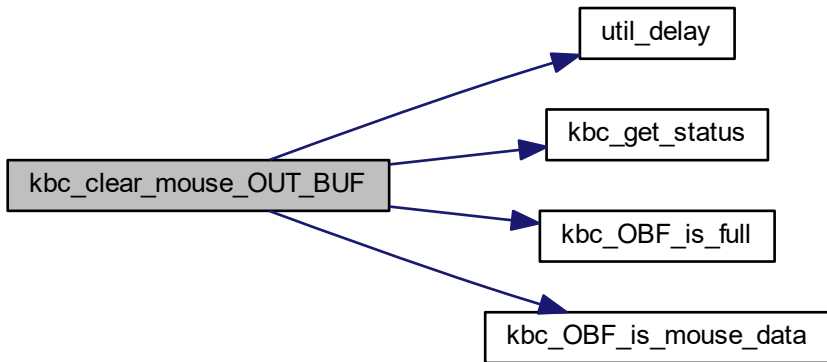 util_delay
kbc_get_status
kbc_clear_mouse_OUT_BUF
kbc_OBF_is_full
kbc_OBF_is_mouse_data